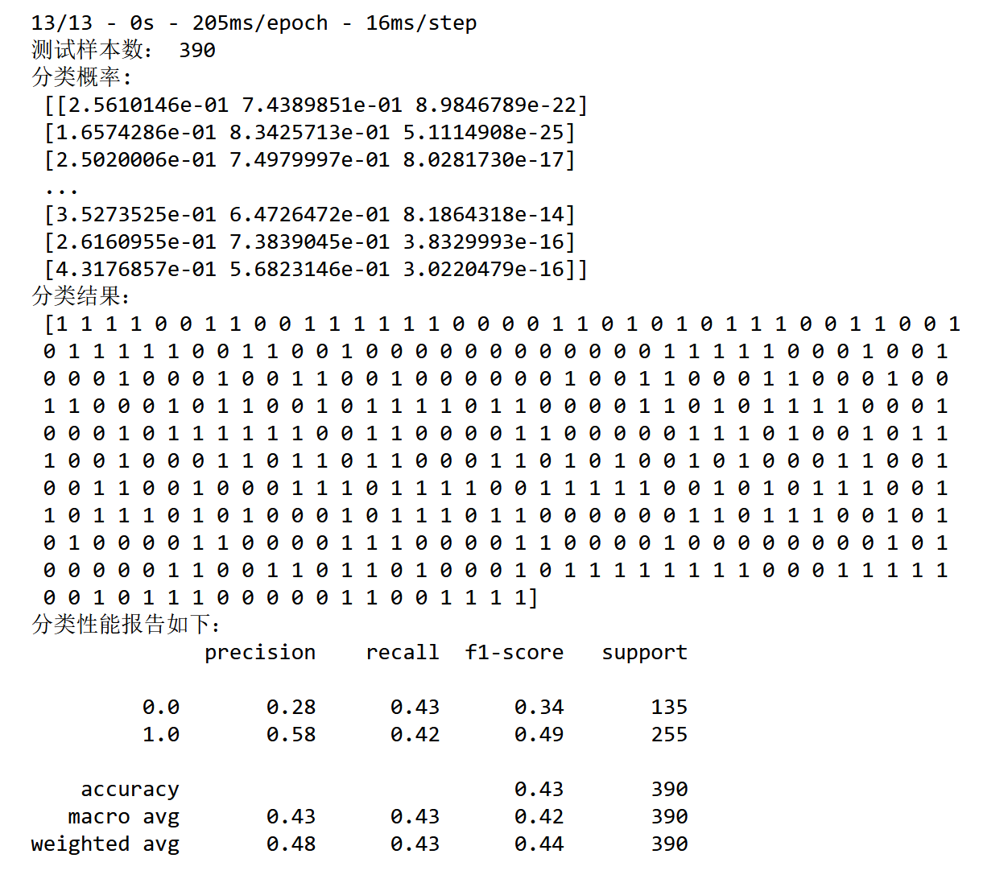 13/13 - 0s - 205ms/epoch - 16ms/step
测试样本数： 390
分类概率:
[[2.5610146e-01 7.4389851e-01 8.9846789e-22]
[1.6574286e-01 8.3425713e-01 5.1114908e-25]
[2.5020006e-01 7.4979997e-01 8.0281730e-17]
...
[3.5273525e-01 6.4726472e-01 8.1864318e-14]
[2.6160955e-01 7.3839045e-01 3.8329993e-16]
[4.3176857e-01 5.6823146e-01 3.0220479e-16]]
分类结果：
[1 1 1 1 0 0 1 1 0 0 1 1 1 1 1 1 0 0 0 0 1 1 0 1 0 1 0 1 1 1 0 0 1 1 0 0 1
0 1 1 1 1 1 0 0 1 1 0 0 1 0 0 0 0 0 0 0 0 0 0 0 0 1 1 1 1 1 0 0 0 1 0 0 1
0 0 0 1 0 0 0 1 0 0 1 1 0 0 1 0 0 0 0 0 0 1 0 0 1 1 0 0 0 1 1 0 0 0 1 0 0
1 1 0 0 0 1 0 1 1 0 0 1 0 1 1 1 1 0 1 1 0 0 0 0 1 1 0 1 0 1 1 1 1 0 0 0 1
0 0 0 1 0 1 1 1 1 1 1 0 0 1 1 0 0 0 0 1 1 0 0 0 0 0 1 1 1 0 1 0 0 1 0 1 1
1 0 0 1 0 0 0 1 1 0 1 1 0 1 1 0 0 0 1 1 0 1 0 1 0 0 1 0 1 0 0 0 1 1 0 0 1
0 0 1 1 0 0 1 0 0 0 1 1 1 0 1 1 1 1 0 0 1 1 1 1 1 0 0 1 0 1 0 1 1 1 0 0 1
1 0 1 1 1 0 1 0 1 0 0 0 1 0 1 1 1 0 1 1 0 0 0 0 0 0 1 1 0 1 1 1 0 0 1 0 1
0 1 0 0 0 0 1 1 0 0 0 0 1 1 1 0 0 0 0 1 1 0 0 0 0 1 0 0 0 0 0 0 0 0 1 0 1
0 0 0 0 0 1 1 0 0 1 1 0 1 1 0 1 0 0 0 1 0 1 1 1 1 1 1 1 1 0 0 0 1 1 1 1 1
0 0 1 0 1 1 1 0 0 0 0 0 1 1 0 0 1 1 1 1]
分类性能报告如下：
precision recall f1-score support
0.0 0.28 0.43 0.34 135
1.0 0.58 0.42 0.49 255
accuracy 0.43 390
macro avg 0.43 0.43 0.42 390
weighted avg 0.48 0.43 0.44 390